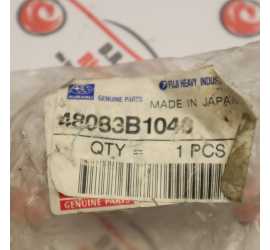 GENUINE PARTS FUJI HEAVY INDUS
MADE IN JAPAN
48083B1040
QTY = 1 PCS
GENUINE PARTS